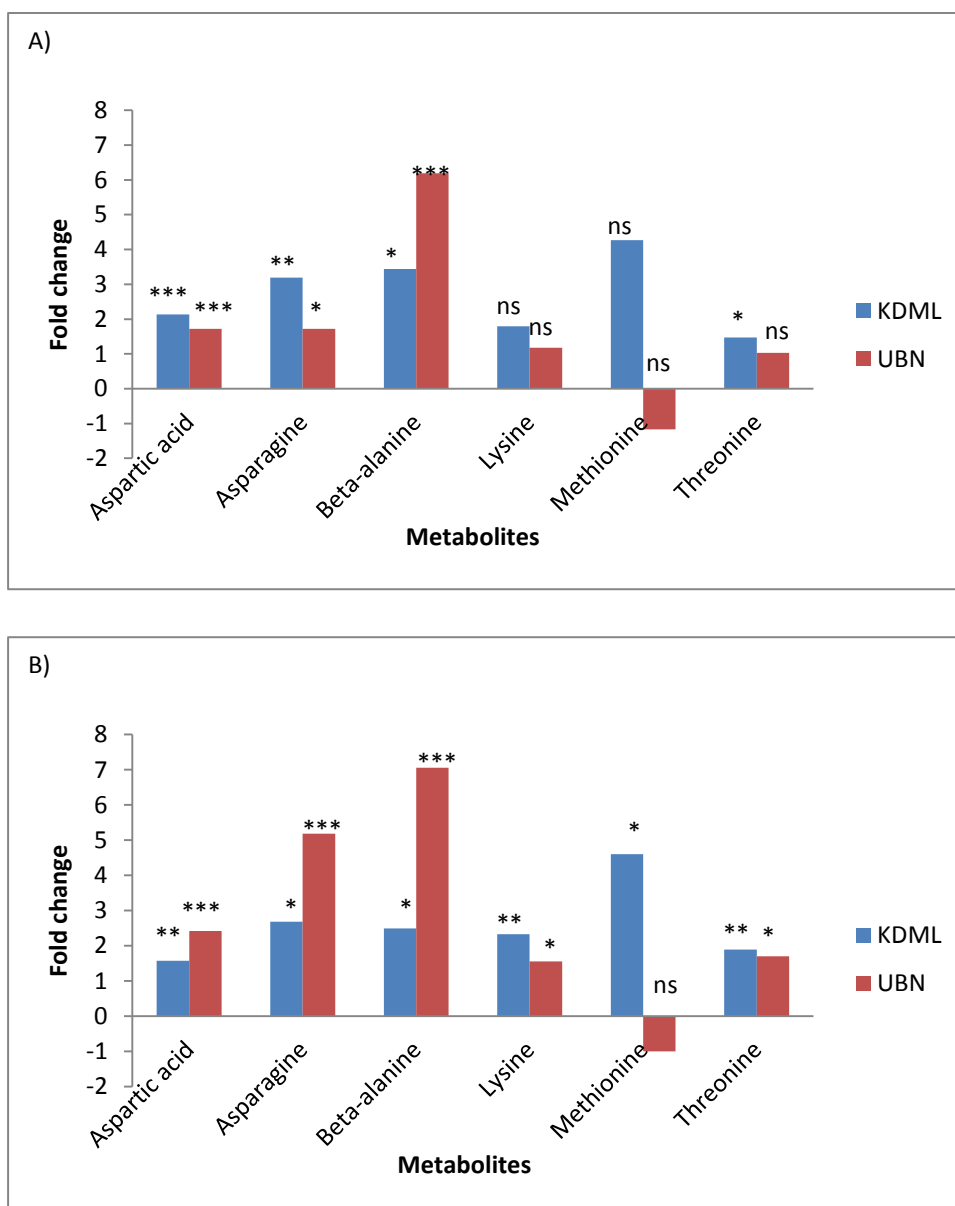 A)
8
7
6
5
4
3
2
1
0
-1
-2
Fold change
*** *** ** * * *** ns ns ns ns * ns
Aspartic acid
Asparagine
Beta-alanine
Lysine
Methionine
Threonine
Metabolites
KDML
UBN
B)
8
7
6
5
4
3
2
1
0
-1
-2
Fold change
** *** * *** * *** ** * * ns ** *
Aspartic acid
Asparagine
Beta-alanine
Lysine
Methionine
Threonine
Metabolites
KDML
UBN